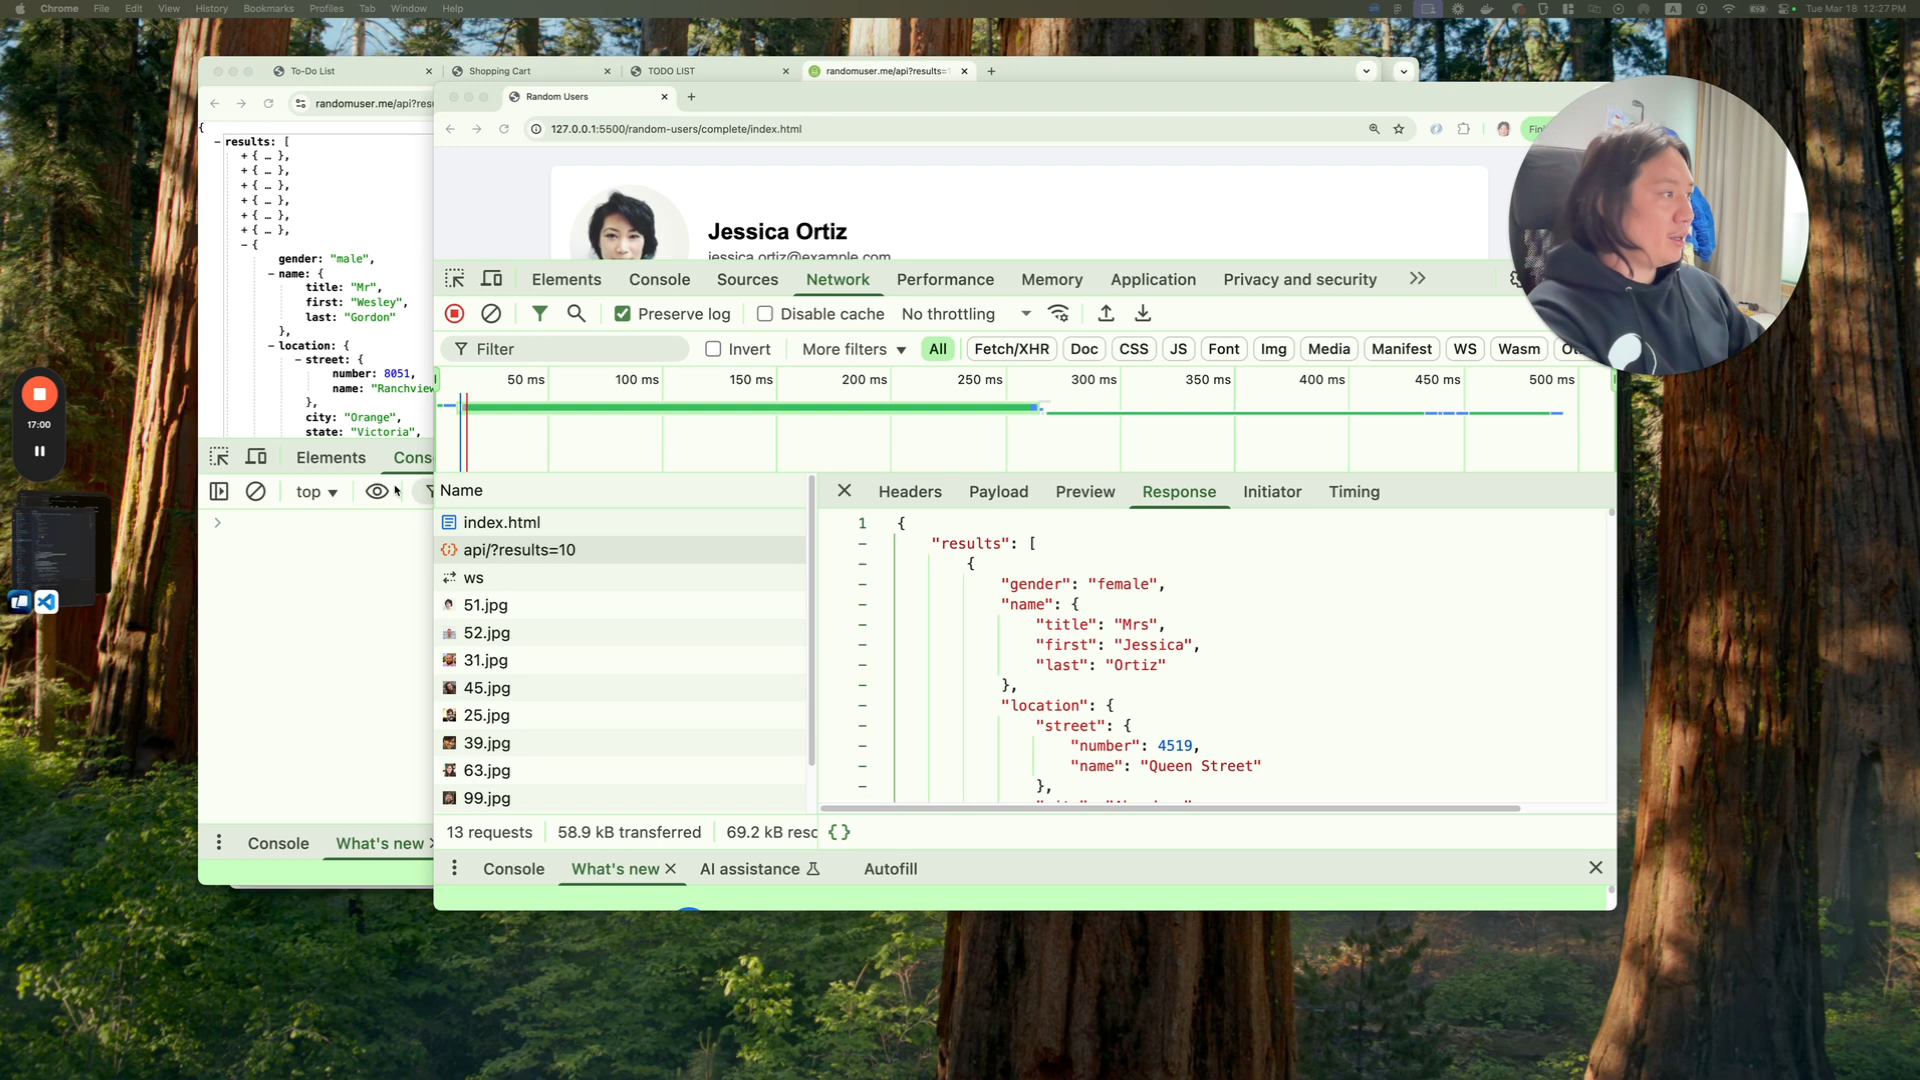 Chrome File Edit View History Bookmarks Profiles Tab Window Help
Tue Mar 18 12:27 PM
17:00
To-Do List
Shopping Cart
TODO LIST
randomuser.me/api?results=
randomuser.me/api?resu
{
results: [
+ { … },
+ { … },
+ { … },
+ { … },
+ { … },
+ { … },
- {
gender: "male",
- name: {
title: "Mr",
first: "Wesley",
last: "Gordon"
},
- location: {
- street: {
number: 8051,
name: "Ranchview
},
city: "Orange",
state: "Victoria",
Elements Cons
top
Console What's new
Random Users
127.0.0.1:5500/random-users/complete/index.html
Jessica Ortiz
jessica.ortiz@example.com
Elements Console Sources Network Performance Memory Application Privacy and security
Preserve log Disable cache No throttling
Filter Invert More filters All Fetch/XHR Doc CSS JS Font Img Media Manifest WS Wasm
50 ms 100 ms 150 ms 200 ms 250 ms 300 ms 350 ms 400 ms 450 ms 500 ms
Name
index.html
api/?results=10
ws
51.jpg
52.jpg
31.jpg
45.jpg
25.jpg
39.jpg
63.jpg
99.jpg
13 requests 58.9 kB transferred 69.2 kB resc
Headers Payload Preview Response Initiator Timing
1 {
"results": [
{
"gender": "female",
"name": {
"title": "Mrs",
"first": "Jessica",
"last": "Ortiz"
},
"location": {
"street": {
"number": 4519,
"name": "Queen Street"
},
{ }
Console What's new AI assistance Autofill